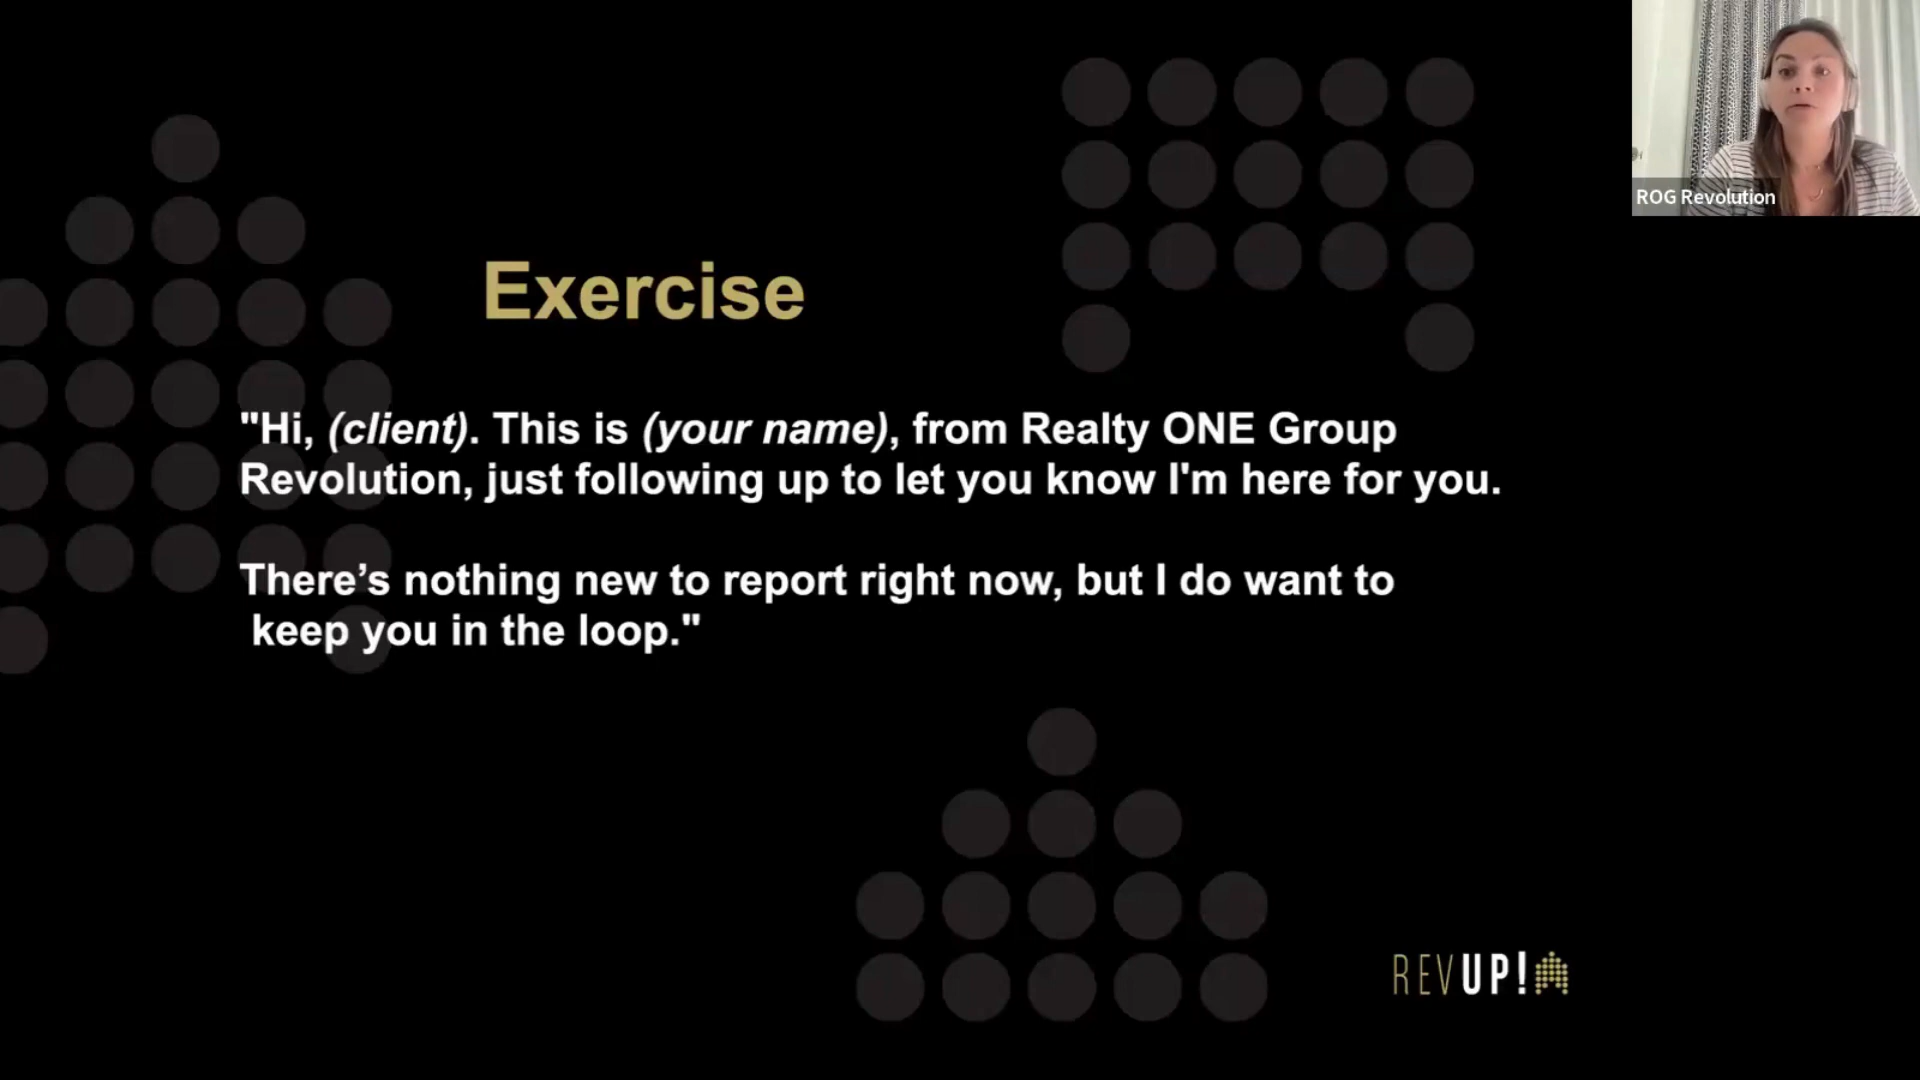 ROG Revolution
Exercise
"Hi, (client). This is (your name), from Realty ONE Group
Revolution, just following up to let you know I'm here for you.
There’s nothing new to report right now, but I do want to
keep you in the loop."
REVUP!